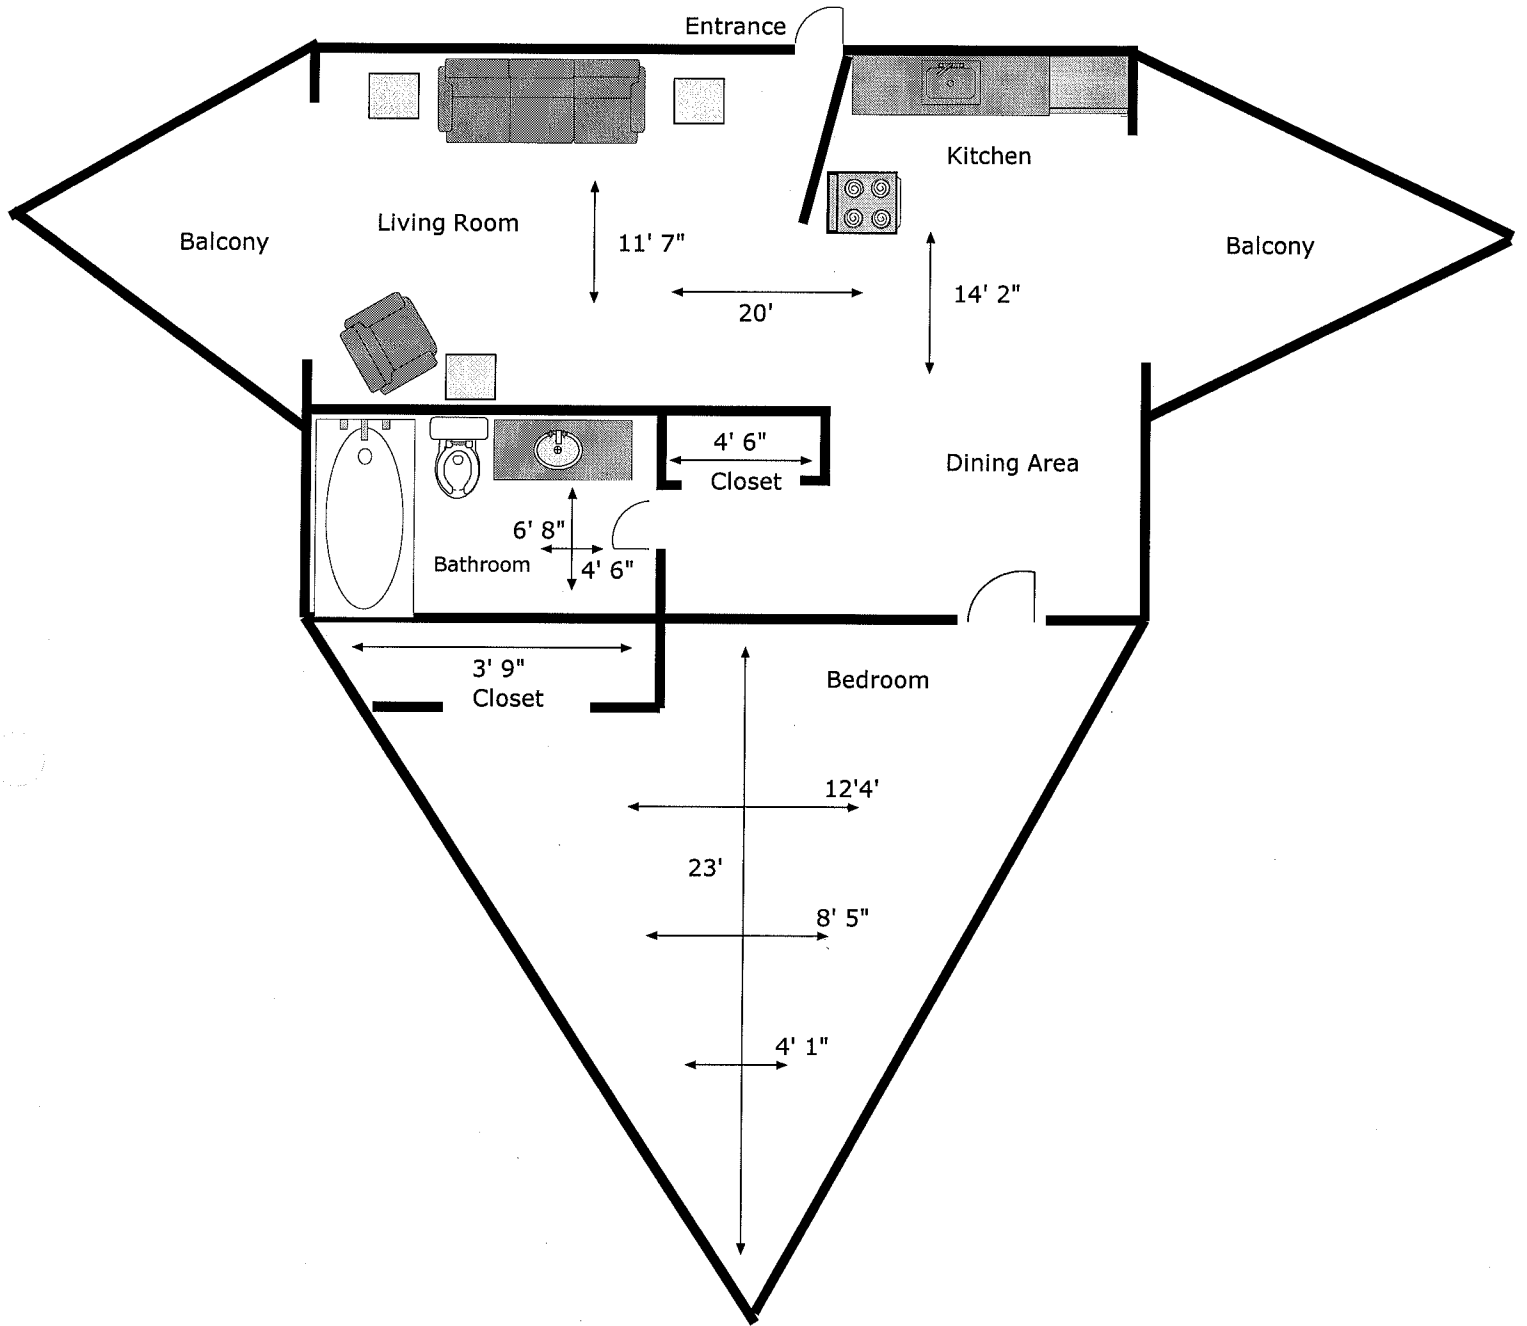 Entrance
Kitchen
Living Room
Balcony
11' 7"
Balcony
14' 2"
20'
4' 6"
Closet
Dining Area
6' 8"
Bathroom
4' 6"
3' 9"
Closet
Bedroom
12'4'
23'
8' 5"
4' 1"